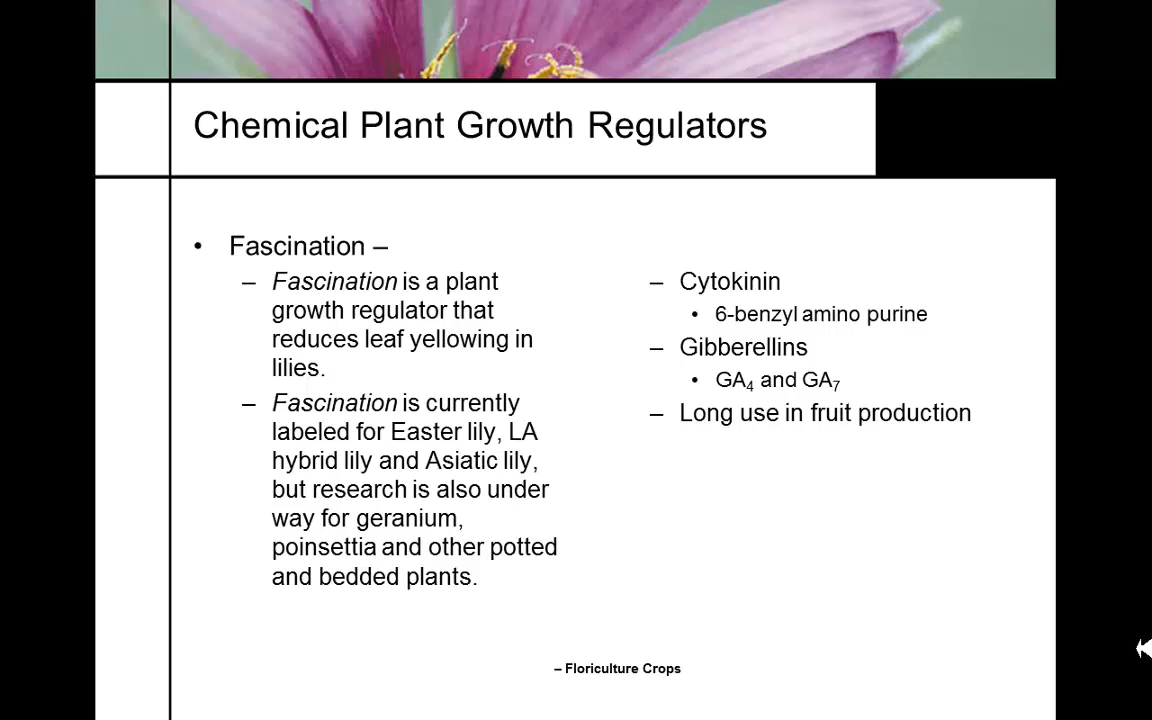 Chemical Plant Growth Regulators
• Fascination –
– Fascination is a plant
growth regulator that
reduces leaf yellowing in
lilies.
– Fascination is currently
labeled for Easter lily, LA
hybrid lily and Asiatic lily,
but research is also under
way for geranium,
poinsettia and other potted
and bedded plants.
– Cytokinin
• 6-benzyl amino purine
– Gibberellins
• GA4 and GA7
– Long use in fruit production
– Floriculture Crops